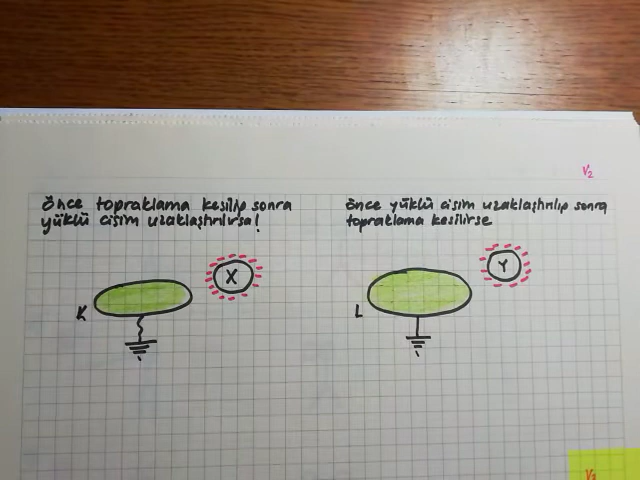 V₂
önce topraklama kesilip sonra
yüklü cisim uzaklaştırılırsa!
önce yüklü cisim uzaklaştırılıp sonra
topraklama kesilirse
K
X
L
Y
V₃